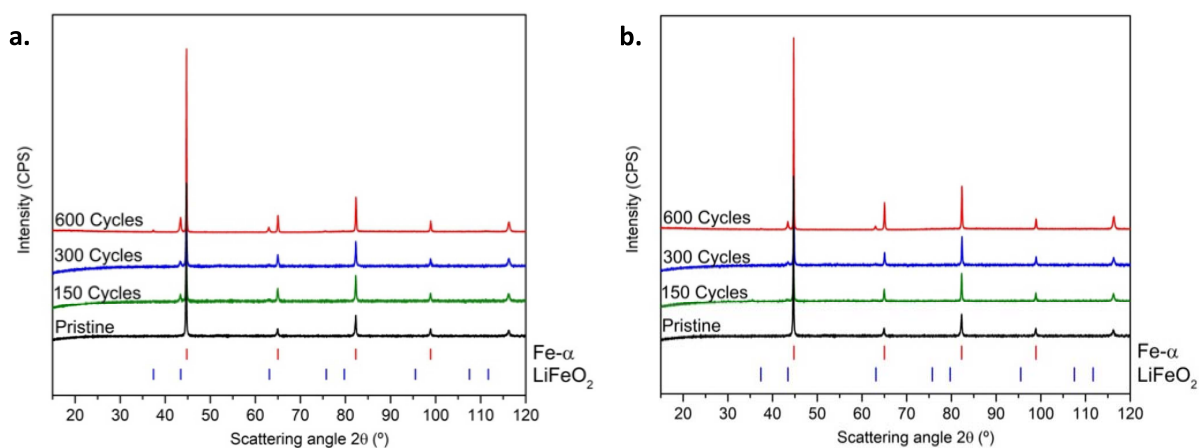 a.
Intensity (CPS)
600 Cycles
300 Cycles
150 Cycles
Pristine
Fe-α
LiFeO₂
20 30 40 50 60 70 80 90 100 110 120
Scattering angle 2θ (º)
b.
Intensity (CPS)
600 Cycles
300 Cycles
150 Cycles
Pristine
Fe-α
LiFeO₂
20 30 40 50 60 70 80 90 100 110 120
Scattering angle 2θ (º)